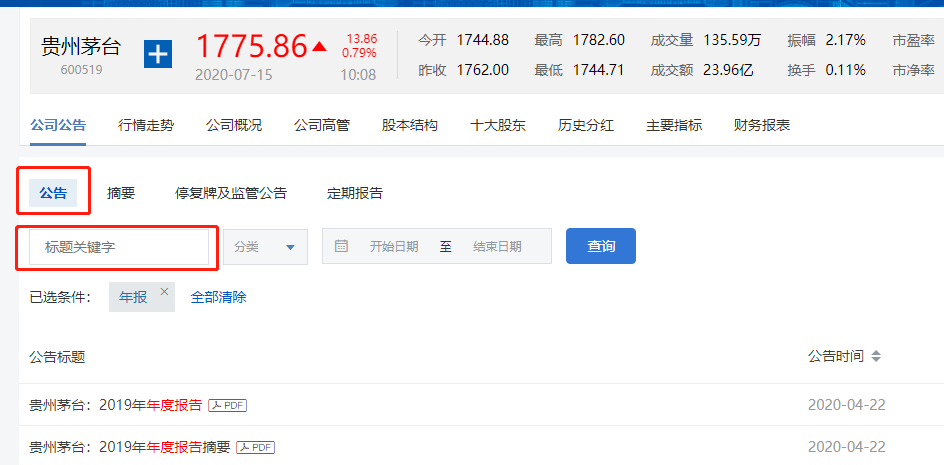 贵州茅台 1775.86 13.86 今开 1744.88 最高 1782.60 成交量 135.59万 振幅 2.17% 市盈率
600519 0.79%
2020-07-15 10:08 昨收 1762.00 最低 1744.71 成交额 23.96亿 换手 0.11% 市净率
公司公告 行情走势 公司概况 公司高管 股本结构 十大股东 历史分红 主要指标 财务报表
公告 摘要 停复牌及监管公告 定期报告
标题关键字 分类 开始日期 至 结束日期 查询
已选条件： 年报 × 全部清除
公告标题 公告时间
贵州茅台：2019年年度报告 PDF 2020-04-22
贵州茅台：2019年年度报告摘要 PDF 2020-04-22